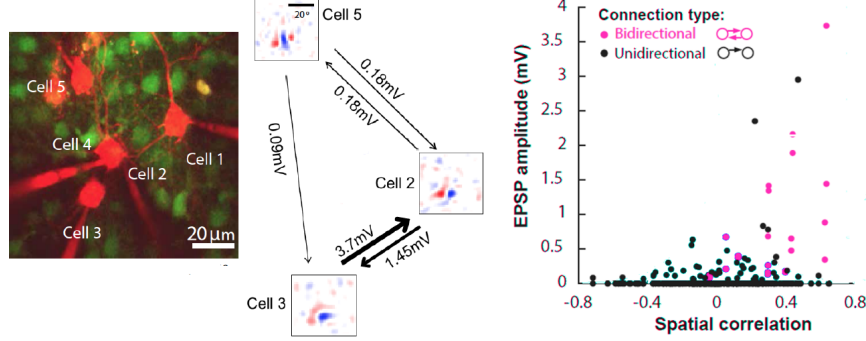 Cell 5
Cell 4
Cell 2
Cell 1
Cell 3
20 µm
Cell 5
20°
0.18mV
0.18mV
0.09mV
Cell 2
3.7mV
1.45mV
Cell 3
Connection type:
Bidirectional
Unidirectional
EPSP amplitude (mV)
4
3.5
3
2.5
2
1.5
1
0.5
0
-0.8
-0.4
0
0.4
0.8
Spatial correlation